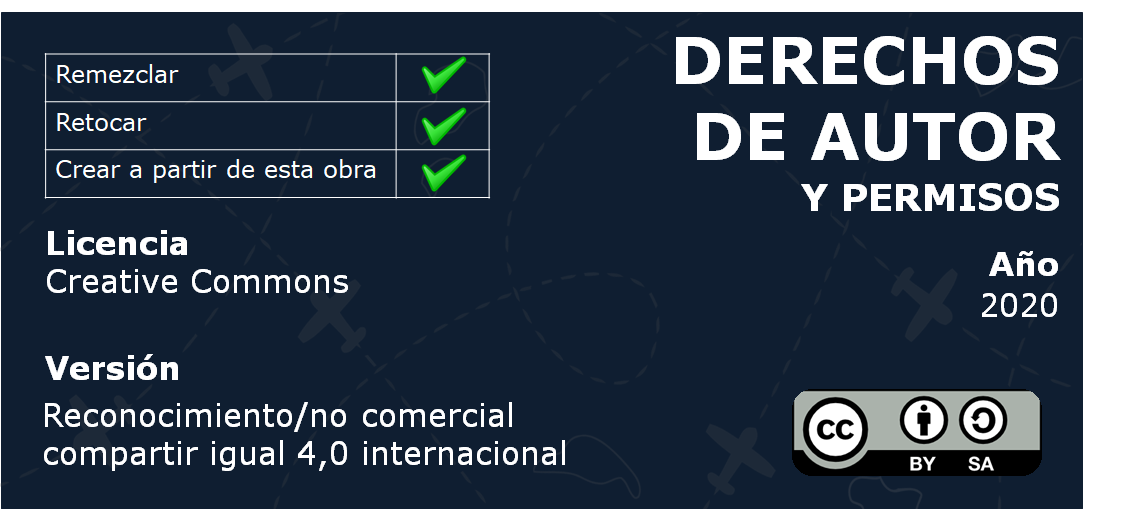 DERECHOS
DE AUTOR
Y PERMISOS
Remezclar
Retocar
Crear a partir de esta obra
Licencia
Creative Commons
Año
2020
Versión
Reconocimiento/no comercial
compartir igual 4,0 internacional
cc
BY SA